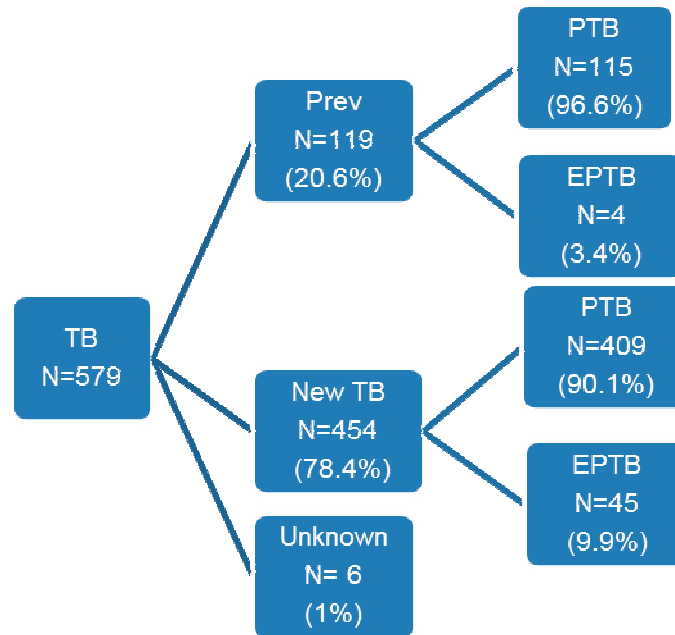 TB
N=579
Prev
N=119
(20.6%)
New TB
N=454
(78.4%)
Unknown
N= 6
(1%)
PTB
N=115
(96.6%)
EPTB
N=4
(3.4%)
PTB
N=409
(90.1%)
EPTB
N=45
(9.9%)